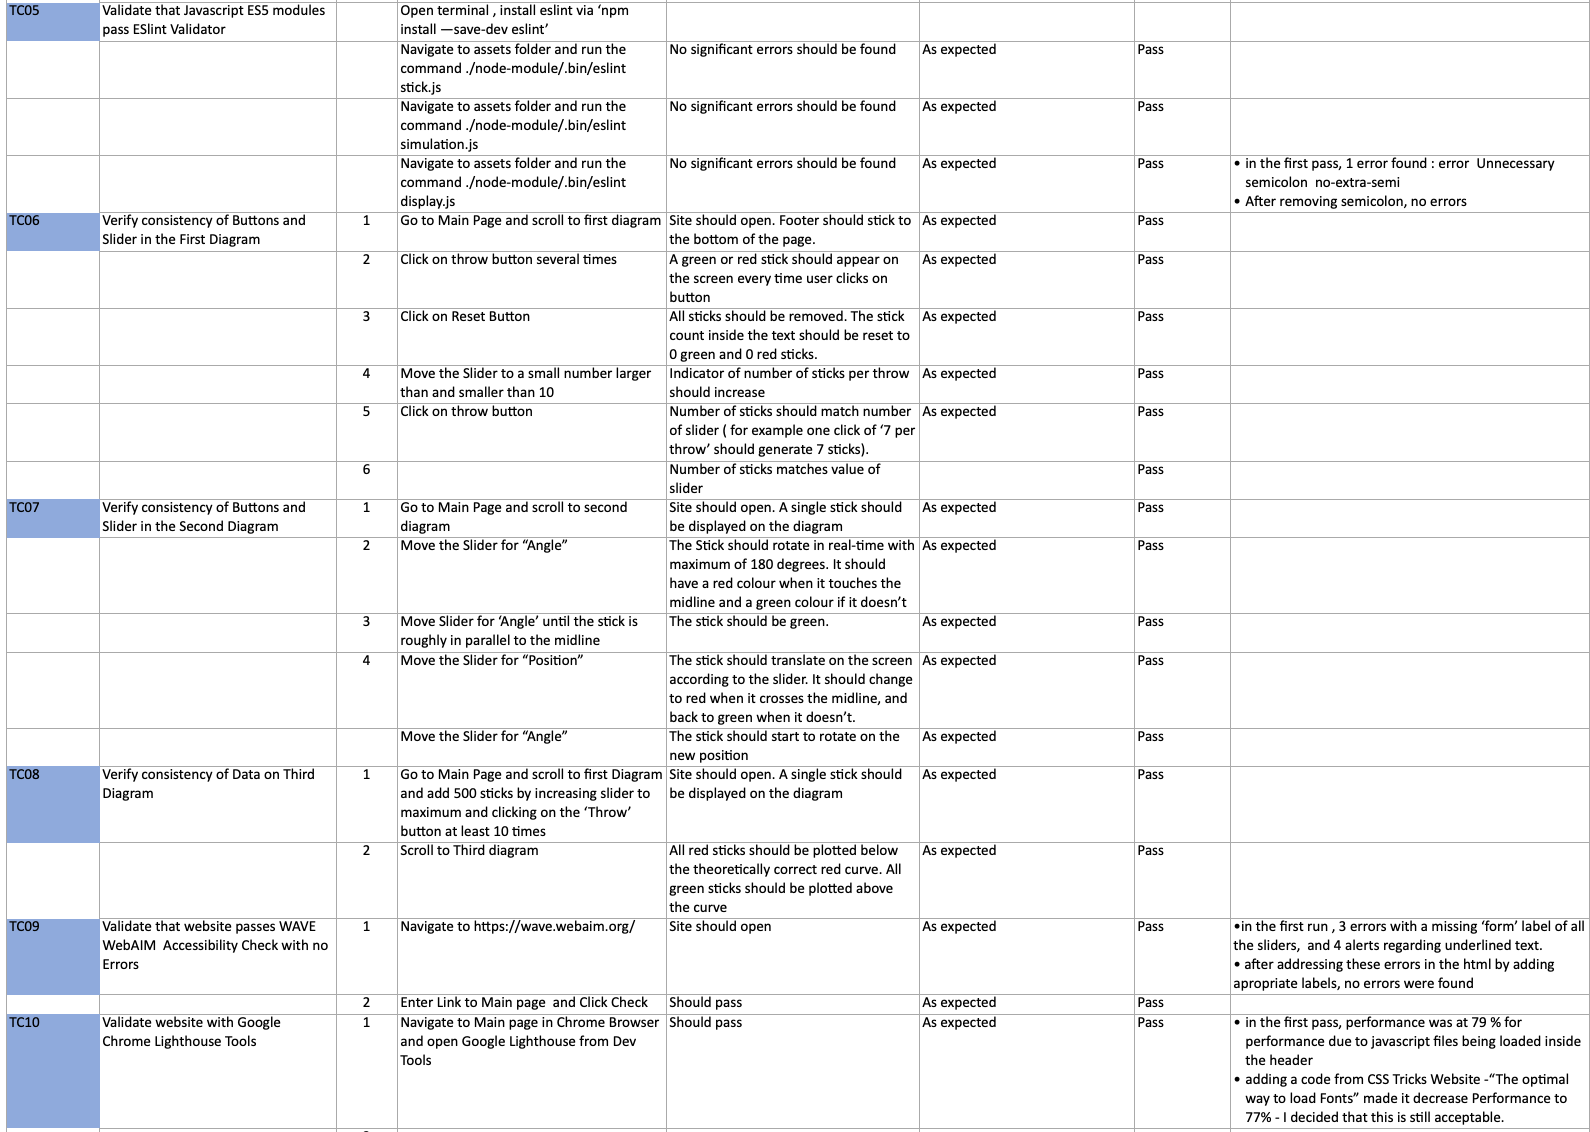 TC05
Validate that Javascript ES5 modules
pass ESlint Validator
Open terminal , install eslint via ‘npm
install —save-dev eslint’
Navigate to assets folder and run the
command ./node-module/.bin/eslint
stick.js
No significant errors should be found
As expected
Pass
Navigate to assets folder and run the
command ./node-module/.bin/eslint
simulation.js
No significant errors should be found
As expected
Pass
Navigate to assets folder and run the
command ./node-module/.bin/eslint
display.js
No significant errors should be found
As expected
Pass
• in the first pass, 1 error found : error  Unnecessary
semicolon  no-extra-semi
• After removing semicolon, no errors
TC06
Verify consistency of Buttons and
Slider in the First Diagram
1
Go to Main Page and scroll to first diagram
Site should open. Footer should stick to
the bottom of the page.
As expected
Pass
2
Click on throw button several times
A green or red stick should appear on
the screen every time user clicks on
button
As expected
Pass
3
Click on Reset Button
All sticks should be removed. The stick
count inside the text should be reset to
0 green and 0 red sticks.
As expected
Pass
4
Move the Slider to a small number larger
than and smaller than 10
Indicator of number of sticks per throw
should increase
As expected
Pass
5
Click on throw button
Number of sticks should match number
of slider ( for example one click of ‘7 per
throw’ should generate 7 sticks).
As expected
Pass
6
Number of sticks matches value of
slider
Pass
TC07
Verify consistency of Buttons and
Slider in the Second Diagram
1
Go to Main Page and scroll to second
diagram
Site should open. A single stick should
be displayed on the diagram
As expected
Pass
2
Move the Slider for “Angle”
The Stick should rotate in real-time with
maximum of 180 degrees. It should
have a red colour when it touches the
midline and a green colour if it doesn’t
As expected
Pass
3
Move Slider for ‘Angle’ until the stick is
roughly in parallel to the midline
The stick should be green.
As expected
Pass
4
Move the Slider for “Position”
The stick should translate on the screen
according to the slider. It should change
to red when it crosses the midline, and
back to green when it doesn’t.
As expected
Pass
Move the Slider for “Angle”
The stick should start to rotate on the
new position
As expected
Pass
TC08
Verify consistency of Data on Third
Diagram
1
Go to Main Page and scroll to first Diagram
and add 500 sticks by increasing slider to
maximum and clicking on the ‘Throw’
button at least 10 times
Site should open. A single stick should
be displayed on the diagram
As expected
Pass
2
Scroll to Third diagram
All red sticks should be plotted below
the theoretically correct red curve. All
green sticks should be plotted above
the curve
As expected
Pass
TC09
Validate that website passes WAVE
WebAIM  Accessibility Check with no
Errors
1
Navigate to https://wave.webaim.org/
Site should open
As expected
Pass
•in the first run , 3 errors with a missing ‘form’ label of all
the sliders,  and 4 alerts regarding underlined text.
• after addressing these errors in the html by adding
apropriate labels, no errors were found
2
Enter Link to Main page  and Click Check
Should pass
As expected
Pass
TC10
Validate website with Google
Chrome Lighthouse Tools
1
Navigate to Main page in Chrome Browser
and open Google Lighthouse from Dev
Tools
Should pass
As expected
Pass
• in the first pass, performance was at 79 % for
performance due to javascript files being loaded inside
the header
• adding a code from CSS Tricks Website -“The optimal
way to load Fonts” made it decrease Performance to
77% - I decided that this is still acceptable.